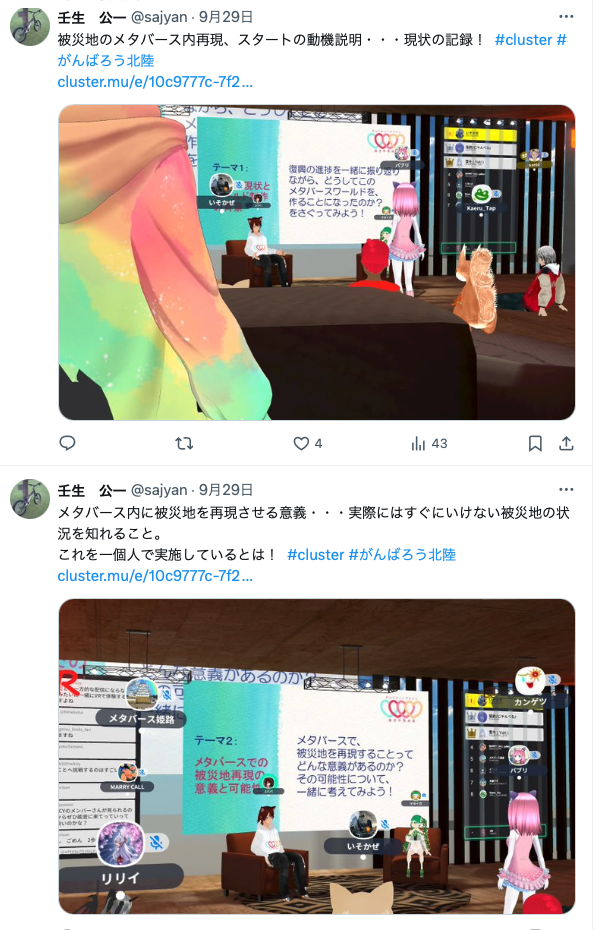 壬生　公一 @sajyan · 9月29日
被災地のメタバース内再現、スタートの動機説明・・・現状の記録！ #cluster #
がんばろう北陸
cluster.mu/e/10c9777c-7f2…
テーマ1：
現状と
復興の進捗を一緒に振り返り
ながら、どうしてこの
メタバースワールドを、
作ることになったのか？
をさぐってみよう！
いそかぜ
パブリ
Kaeru_Tap
4
43
壬生　公一 @sajyan · 9月29日
メタバース内に被災地を再現させる意義・・・実際にはすぐにいけない被災地の状
況を知れること。
これを一個人で実施しているとは！ #cluster #がんばろう北陸
cluster.mu/e/10c9777c-7f2…
な意義があるのか
メタバース姫路
カンゲツ
テーマ2：
メタバースでの
被災地再現の
意義と可能性
メタバースで、
被災地を再現することって
どんな意義があるのか？
その可能性について、
一緒に考えてみよう！
パブリ
MARRY CALL
いそかぜ
リリイ